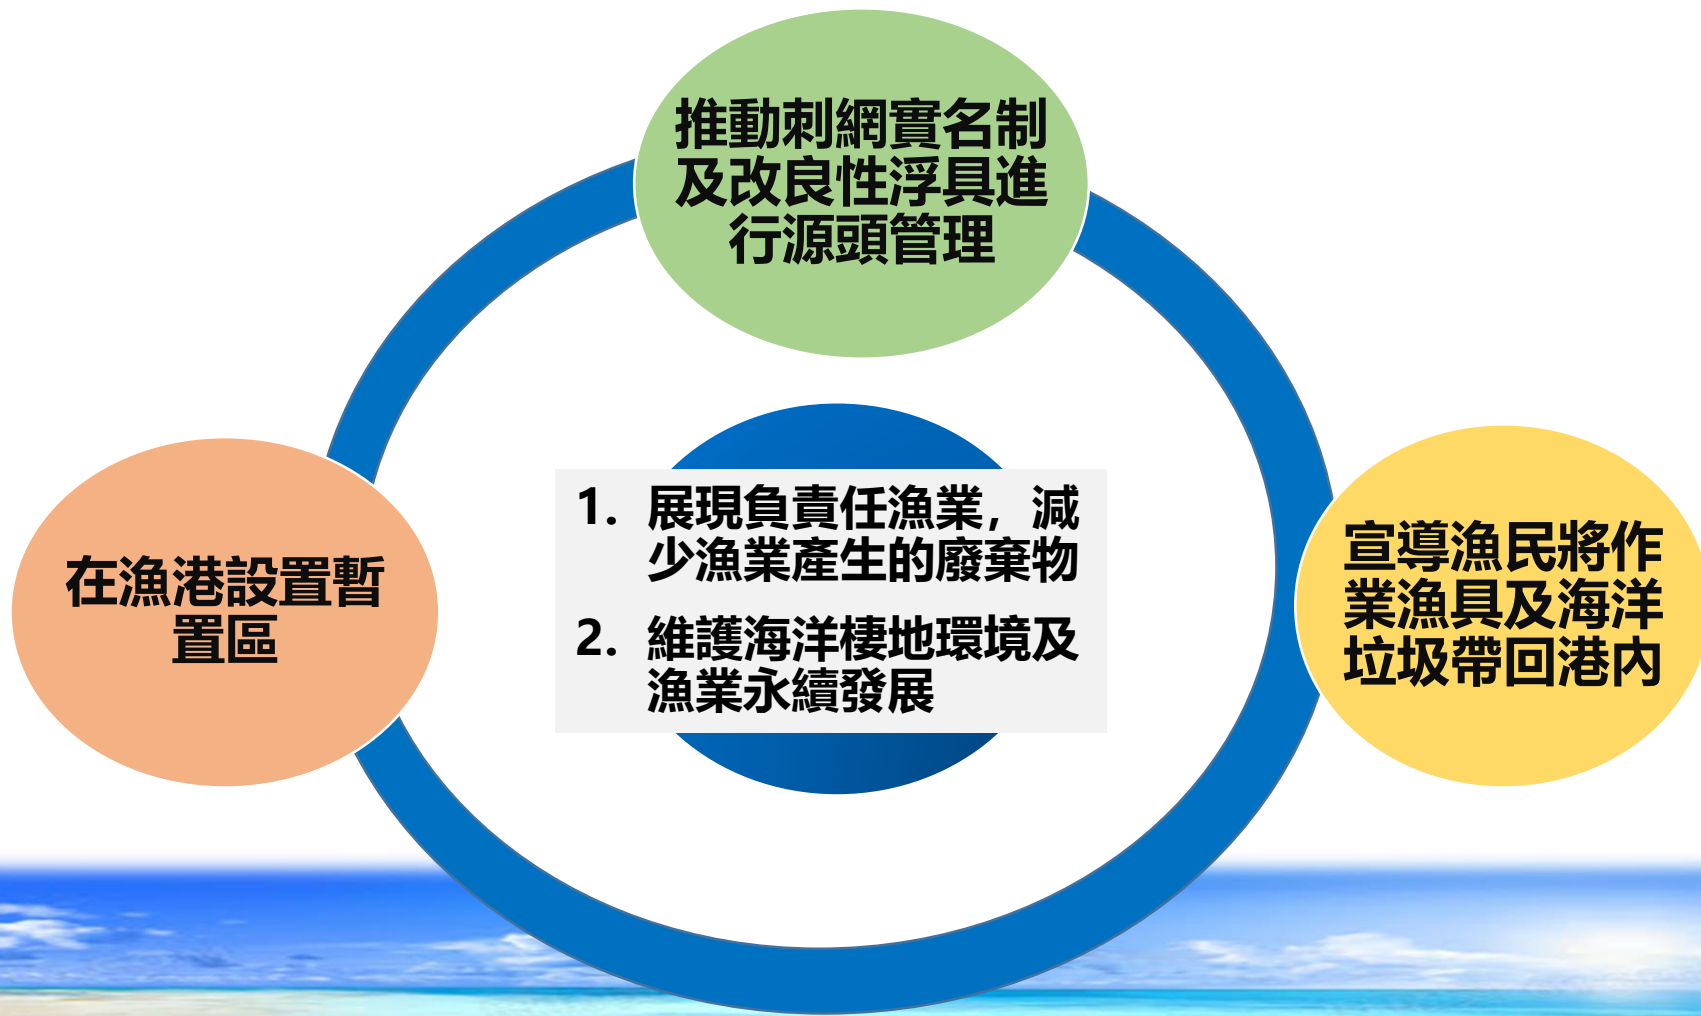 推動刺網實名制
及改良性浮具進
行源頭管理
在漁港設置暫
置區
1. 展現負責任漁業，減
少漁業產生的廢棄物
2. 維護海洋棲地環境及
漁業永續發展
宣導漁民將作
業漁具及海洋
垃圾帶回港內